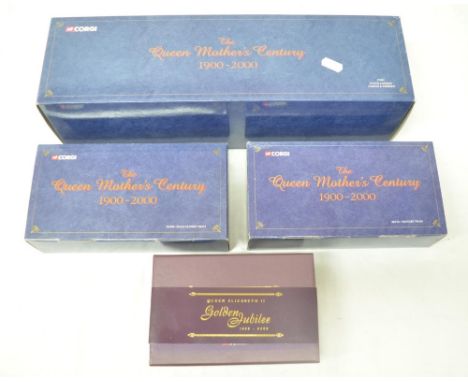 CORGI
The
Queen Mother's Century
1900-2000
CORGI
The
Queen Mother's Century
1900-2000
CORGI
The
Queen Mother's Century
1900-2000
QUEEN ELIZABETH II
Golden Jubilee